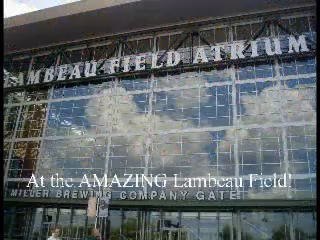 LAMBEAU FIELD ATRIUM
At the AMAZING Lambeau Field!
MILLER BREWING COMPANY GATE